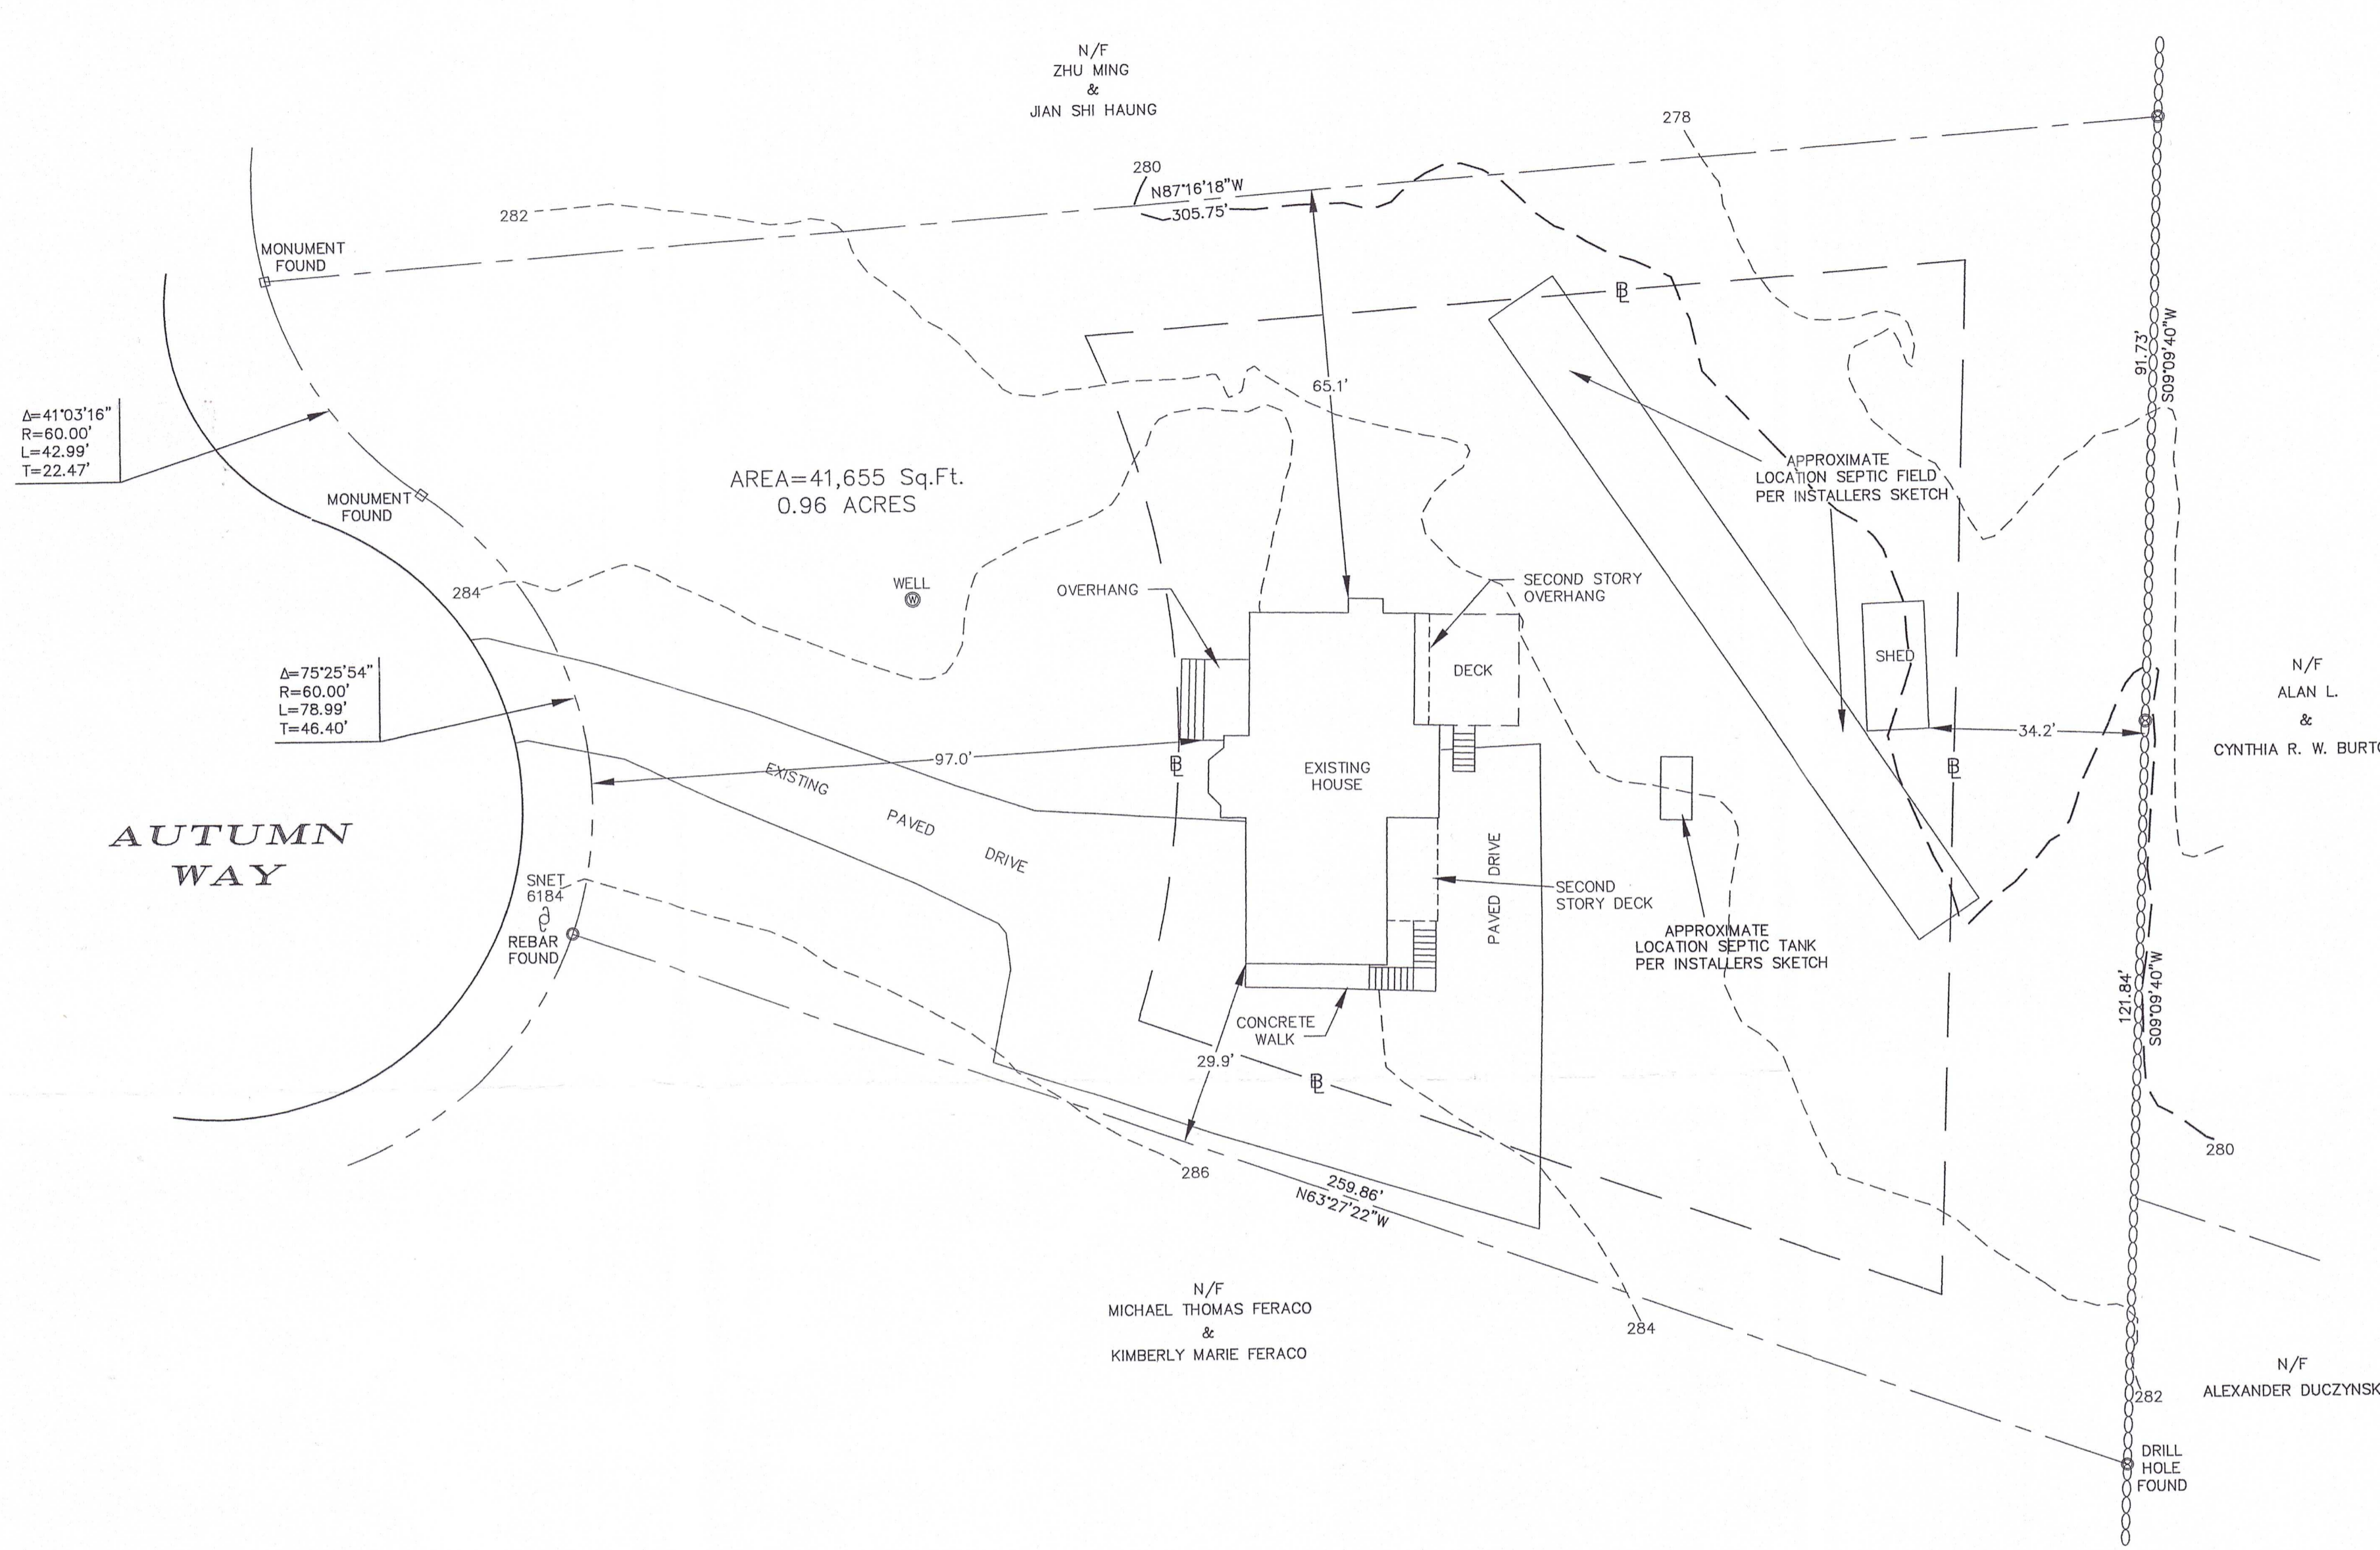 N/F
ZHU MING
&
JIAN SHI HAUNG
278
280
N87°16'18"W
305.75'
282
MONUMENT
FOUND
BL
91.73'
S09°09'40"W
65.1'
Δ=41°03'16"
R=60.00'
L=42.99'
T=22.47'
MONUMENT
FOUND
AREA=41,655 Sq.Ft.
0.96 ACRES
APPROXIMATE
LOCATION SEPTIC FIELD
PER INSTALLERS SKETCH
284
WELL
W
OVERHANG
SECOND STORY
OVERHANG
DECK
SHED
Δ=75°25'54"
R=60.00'
L=78.99'
T=46.40'
N/F
ALAN L.
&
CYNTHIA R. W. BURTO
34.2'
97.0'
BL
BL
EXISTING
PAVED
DRIVE
EXISTING
HOUSE
AUTUMN
WAY
PAVED DRIVE
SNET
6184
REBAR
FOUND
SECOND
STORY DECK
APPROXIMATE
LOCATION SEPTIC TANK
PER INSTALLERS SKETCH
121.84'
S09°09'40"W
CONCRETE
WALK
29.9'
BL
280
286
259.86'
N63°27'22"W
N/F
MICHAEL THOMAS FERACO
&
KIMBERLY MARIE FERACO
284
N/F
ALEXANDER DUCZYNSK
282
DRILL
HOLE
FOUND